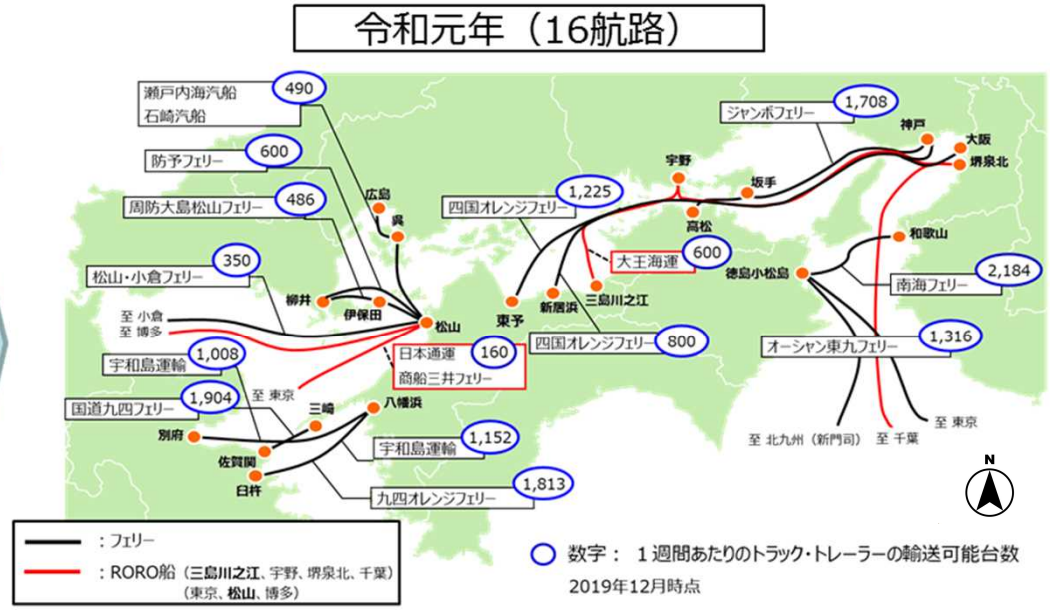 令和元年（16航路）
瀬戸内海汽船
石崎汽船
490
防予フェリー
600
周防大島松山フェリー
486
松山・小倉フェリー
350
至 小倉
至 博多
宇和島運輸
1,008
国道九四フェリー
1,904
至 東京
別府
佐賀関
臼杵
三崎
八幡浜
広島
呉
柳井
伊保田
松山
日本通運
商船三井フェリー
160
宇和島運輸
1,152
九四オレンジフェリー
1,813
四国オレンジフェリー
1,225
四国オレンジフェリー
800
東予
新居浜
三島川之江
大王海運
600
宇野
高松
坂手
ジャンボフェリー
1,708
神戸
大阪
堺泉北
和歌山
徳島小松島
南海フェリー
2,184
オーシャン東九フェリー
1,316
至 北九州（新門司）
至 千葉
至 東京
N
：フェリー
：RORO船（三島川之江、宇野、堺泉北、千葉）
（東京、松山、博多）
数字： １週間あたりのトラック・トレーラーの輸送可能台数
2019年12月時点